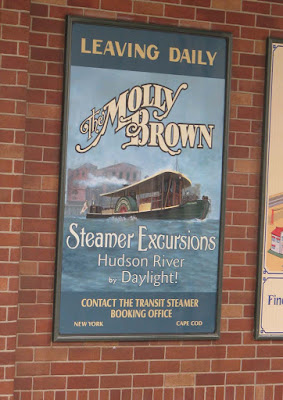 LEAVING DAILY
The MOLLY
BROWN
Steamer Excursions
Hudson River
by Daylight!
CONTACT THE TRANSIT STEAMER
BOOKING OFFICE
NEW YORK CAPE COD